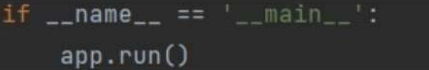 if __name__ == '__main__':
    app.run()